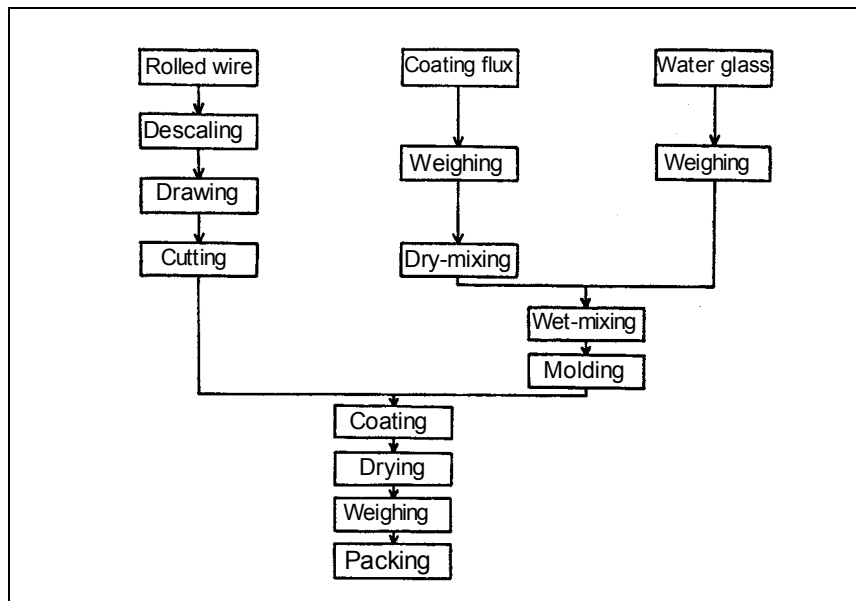 Rolled wire
Coating flux
Water glass
Descaling
Weighing
Weighing
Drawing
Cutting
Dry-mixing
Wet-mixing
Molding
Coating
Drying
Weighing
Packing